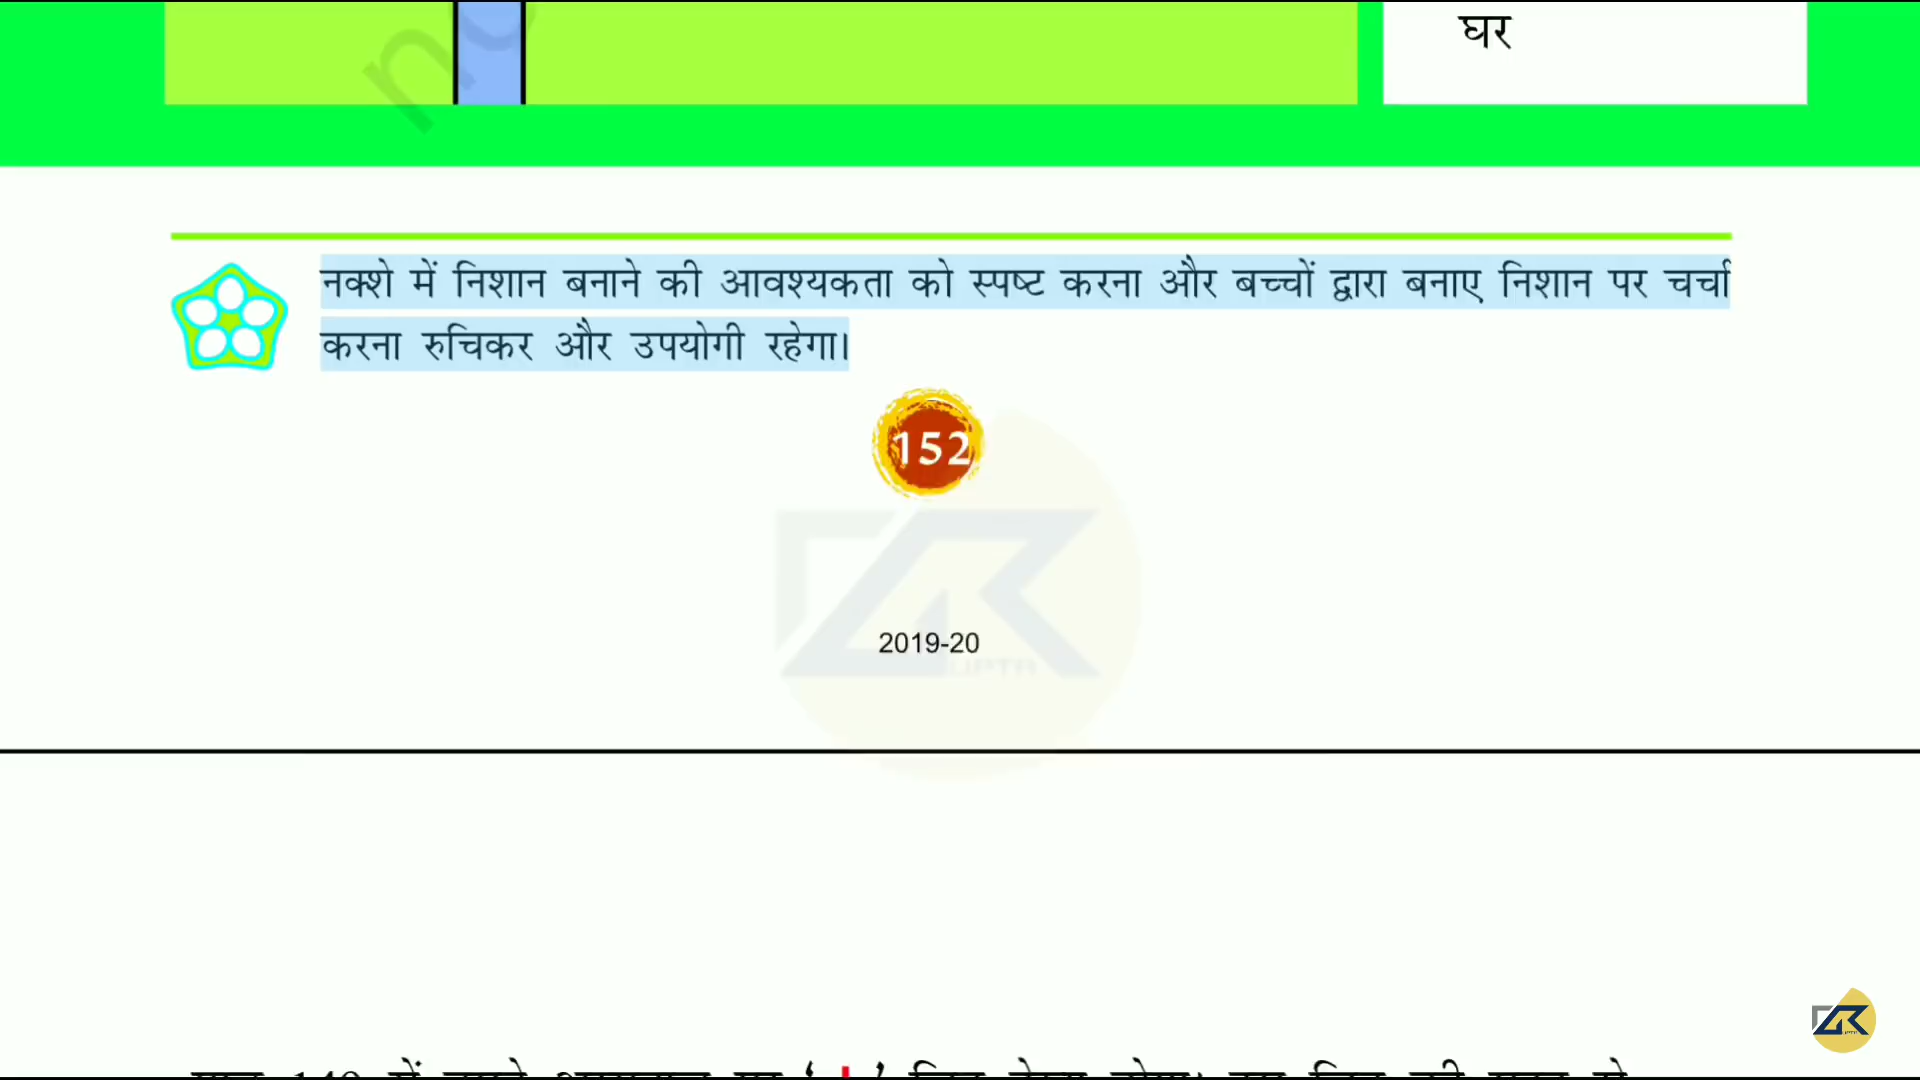 घर
नक्शे में निशान बनाने की आवश्यकता को स्पष्ट करना और बच्चों द्वारा बनाए निशान पर चर्चा
करना रुचिकर और उपयोगी रहेगा।
152
2019-20